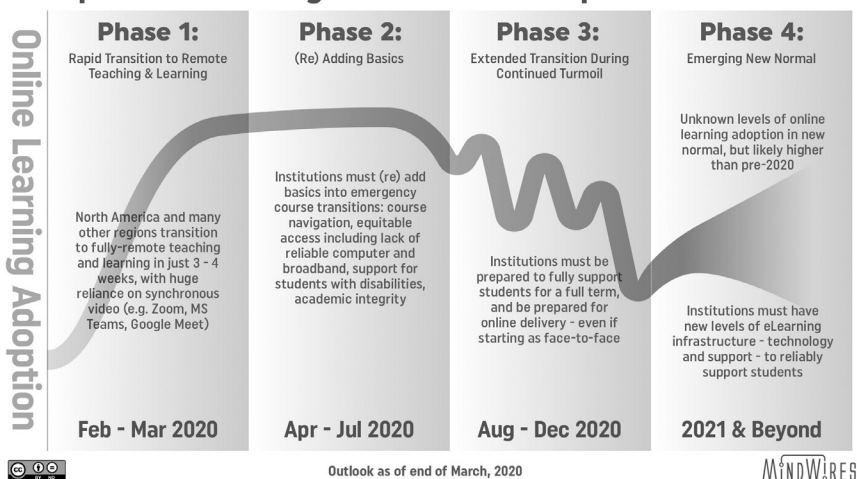 Online Learning Adoption
Phase 1:
Rapid Transition to Remote
Teaching & Learning
North America and many
other regions transition
to fully-remote teaching
and learning in just 3 - 4
weeks, with huge
reliance on synchronous
video (e.g. Zoom, MS
Teams, Google Meet)
Feb - Mar 2020
Phase 2:
(Re) Adding Basics
Institutions must (re) add
basics into emergency
course transitions: course
navigation, equitable
access including lack of
reliable computer and
broadband, support for
students with disabilities,
academic integrity
Apr - Jul 2020
Phase 3:
Extended Transition During
Continued Turmoil
Institutions must be
prepared to fully support
students for a full term,
and be prepared for
online delivery - even if
starting as face-to-face
Aug - Dec 2020
Phase 4:
Emerging New Normal
Unknown levels of online
learning adoption in new
normal, but likely higher
than pre-2020
Institutions must have
new levels of eLearning
infrastructure - technology
and support - to reliably
support students
2021 & Beyond
cc BY ND
Outlook as of end of March, 2020
MINDWIRES